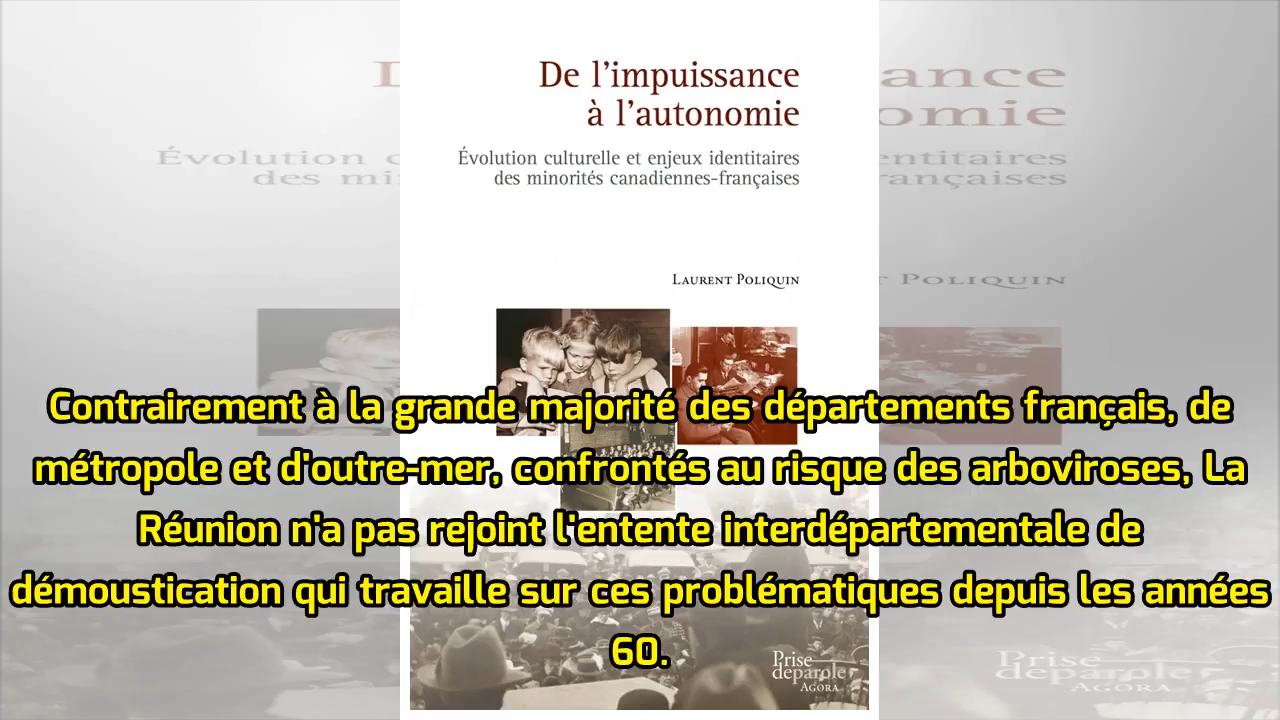 De l'impuissance
à l'autonomie
Évolution culturelle et enjeux identitaires
des minorités canadiennes-françaises
Laurent Poliquin
Contrairement à la grande majorité des départements français, de
métropole et d'outre-mer, confrontés au risque des arboviroses, La
Réunion n'a pas rejoint l'entente interdépartementale de
démoustication qui travaille sur ces problématiques depuis les années
60.
Prise
deparole
Agora